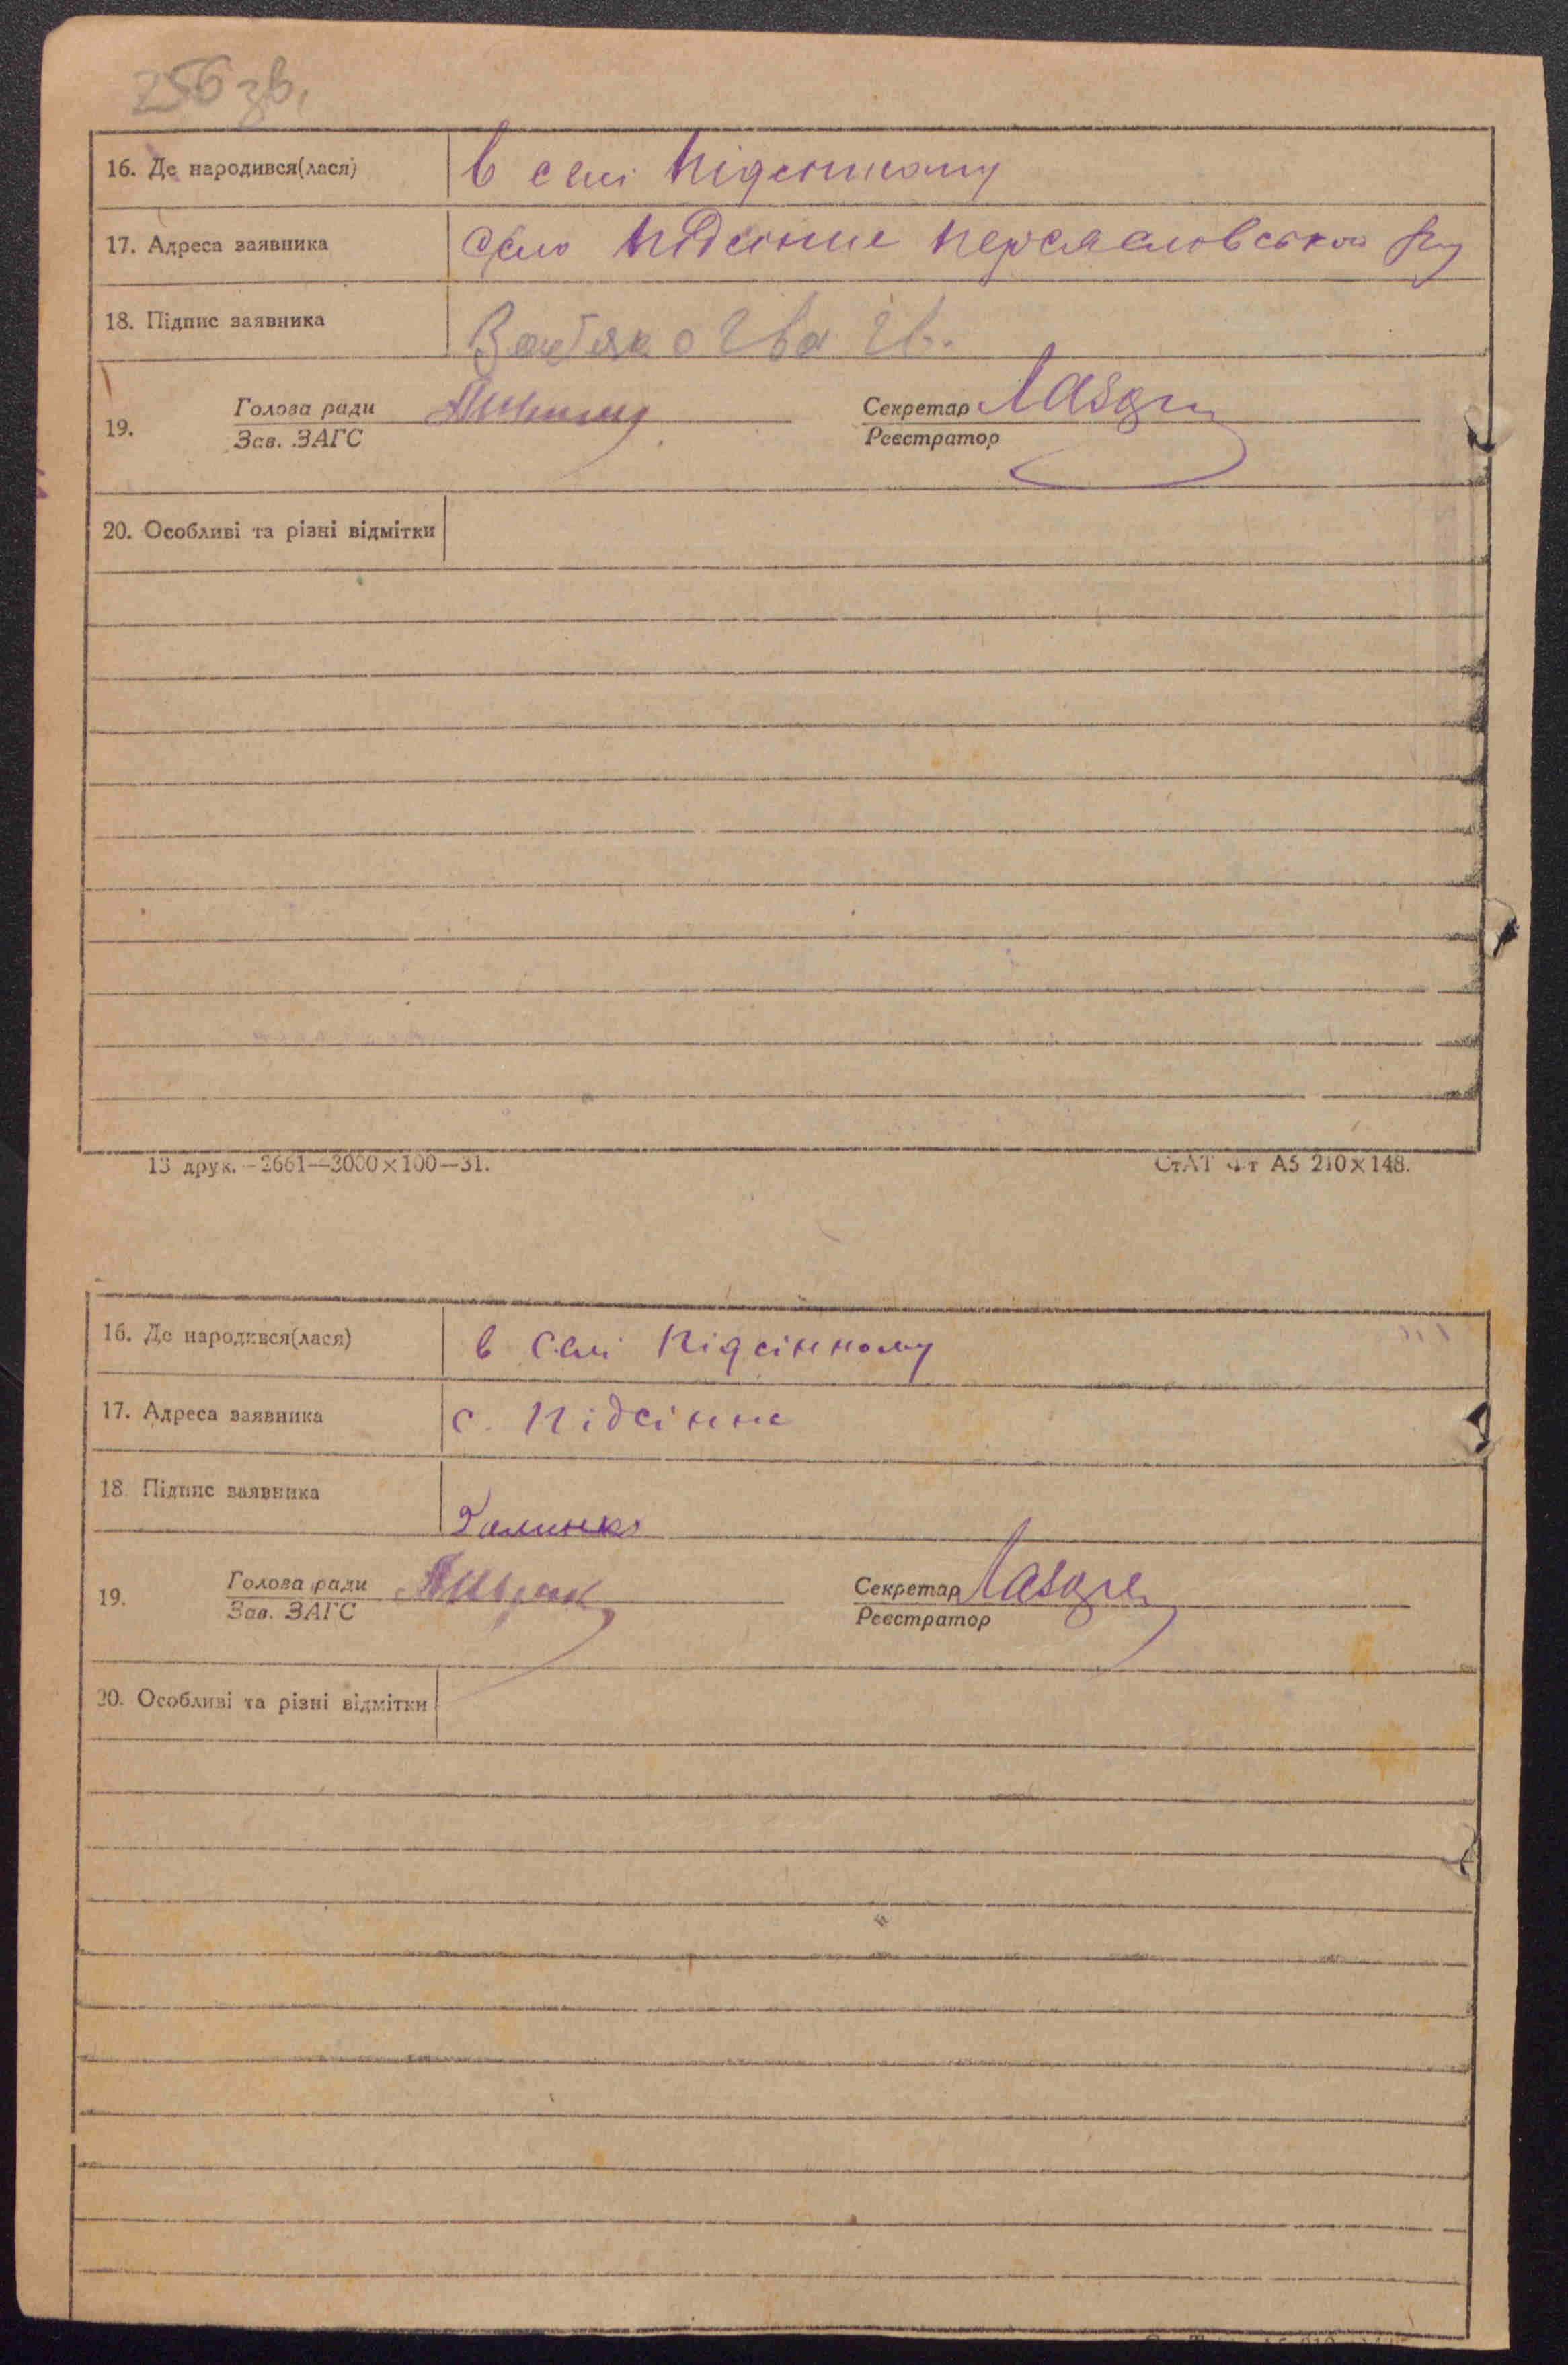 256 зв.
16. Де народився(лася) в селі Підсінному
17. Адреса заявника Село Підсінне Переяславської р-ну
18. Підпис заявника
19. Голова ради Секретар
Зав. ЗАГС Реєстратор
20. Особливі та різні відмітки
13 друк. —2661—3000×100—31. СтАТ Ф-т А5 210×148.
16. Де народився(лася) в селі Підсінному
17. Адреса заявника с. Підсінне
18 Підпис заявника Галинко
19. Голова ради Секретар
Зав. ЗАГС Реєстратор
20. Особливі та різні відмітки